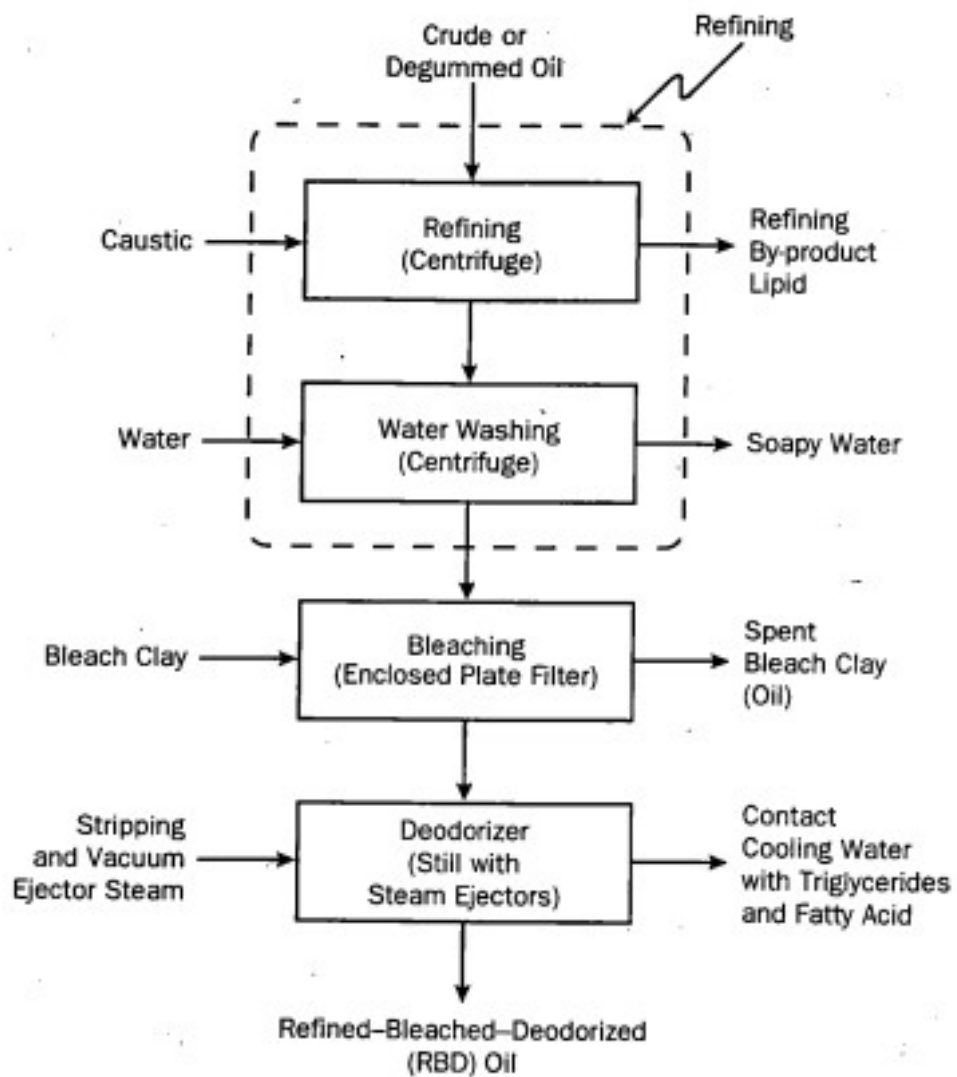 Refining
Crude or
Degummed Oil
Caustic
Refining
(Centrifuge)
Refining
By-product
Lipid
Water
Water Washing
(Centrifuge)
Soapy Water
Bleach Clay
Bleaching
(Enclosed Plate Filter)
Spent
Bleach Clay
(Oil)
Stripping
and Vacuum
Ejector Steam
Deodorizer
(Still with
Steam Ejectors)
Contact
Cooling Water
with Triglycerides
and Fatty Acid
Refined–Bleached–Deodorized
(RBD) Oil